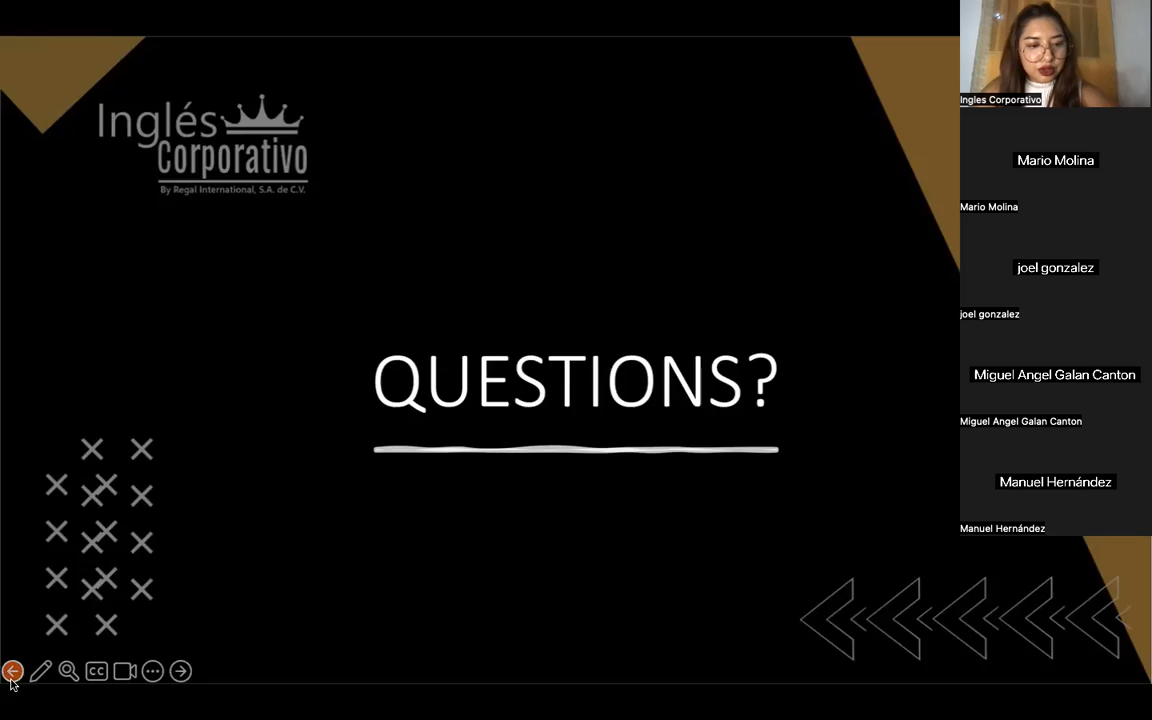 Inglés
Corporativo
By Regal International, S.A. de C.V.
QUESTIONS?
CC
Ingles Corporativo
Mario Molina
Mario Molina
joel gonzalez
joel gonzalez
Miguel Angel Galan Canton
Miguel Angel Galan Canton
Manuel Hernández
Manuel Hernández